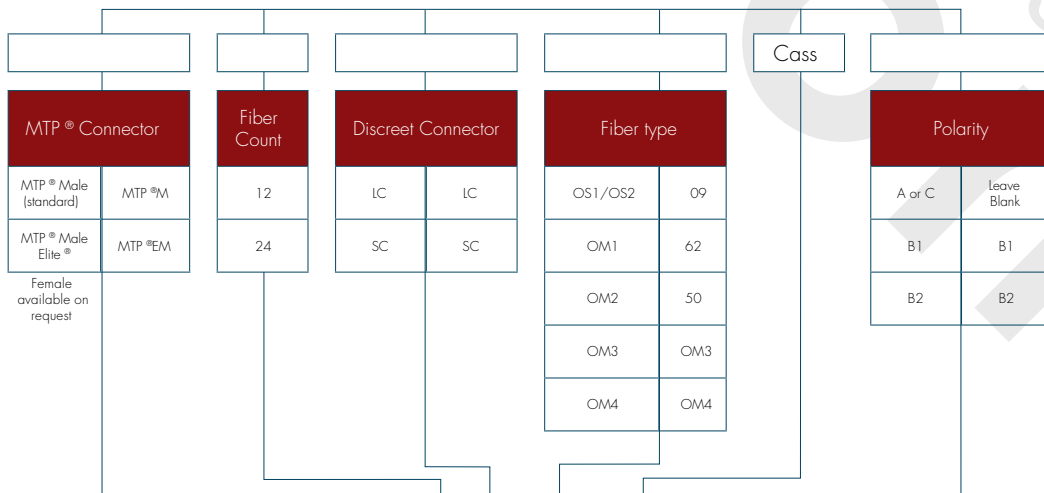 Cass
MTP ® Connector
Fiber
Count
Discreet Connector
Fiber type
Polarity
MTP ® Male
(standard)
MTP ®M
12
LC
LC
OS1/OS2
09
A or C
Leave
Blank
MTP ® Male
Elite ®
MTP ®EM
24
SC
SC
OM1
62
B1
B1
Female
available on
request
OM2
50
B2
B2
OM3
OM3
OM4
OM4